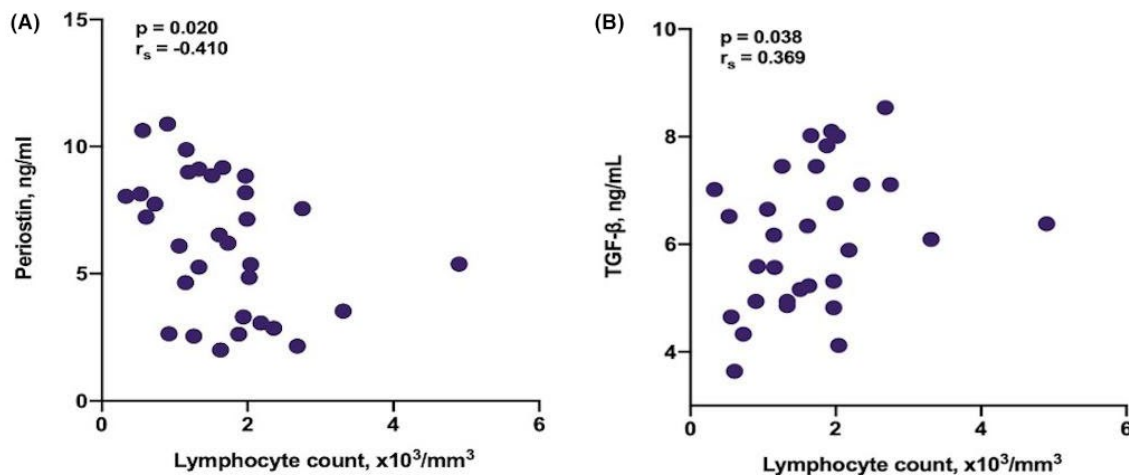 (A)
p = 0.020
rₛ = -0.410
Periostin, ng/ml
15
10
5
0
0 2 4 6
Lymphocyte count, x10³/mm³
(B)
p = 0.038
rₛ = 0.369
TGF-β, ng/mL
10
8
6
4
0 2 4 6
Lymphocyte count, x10³/mm³